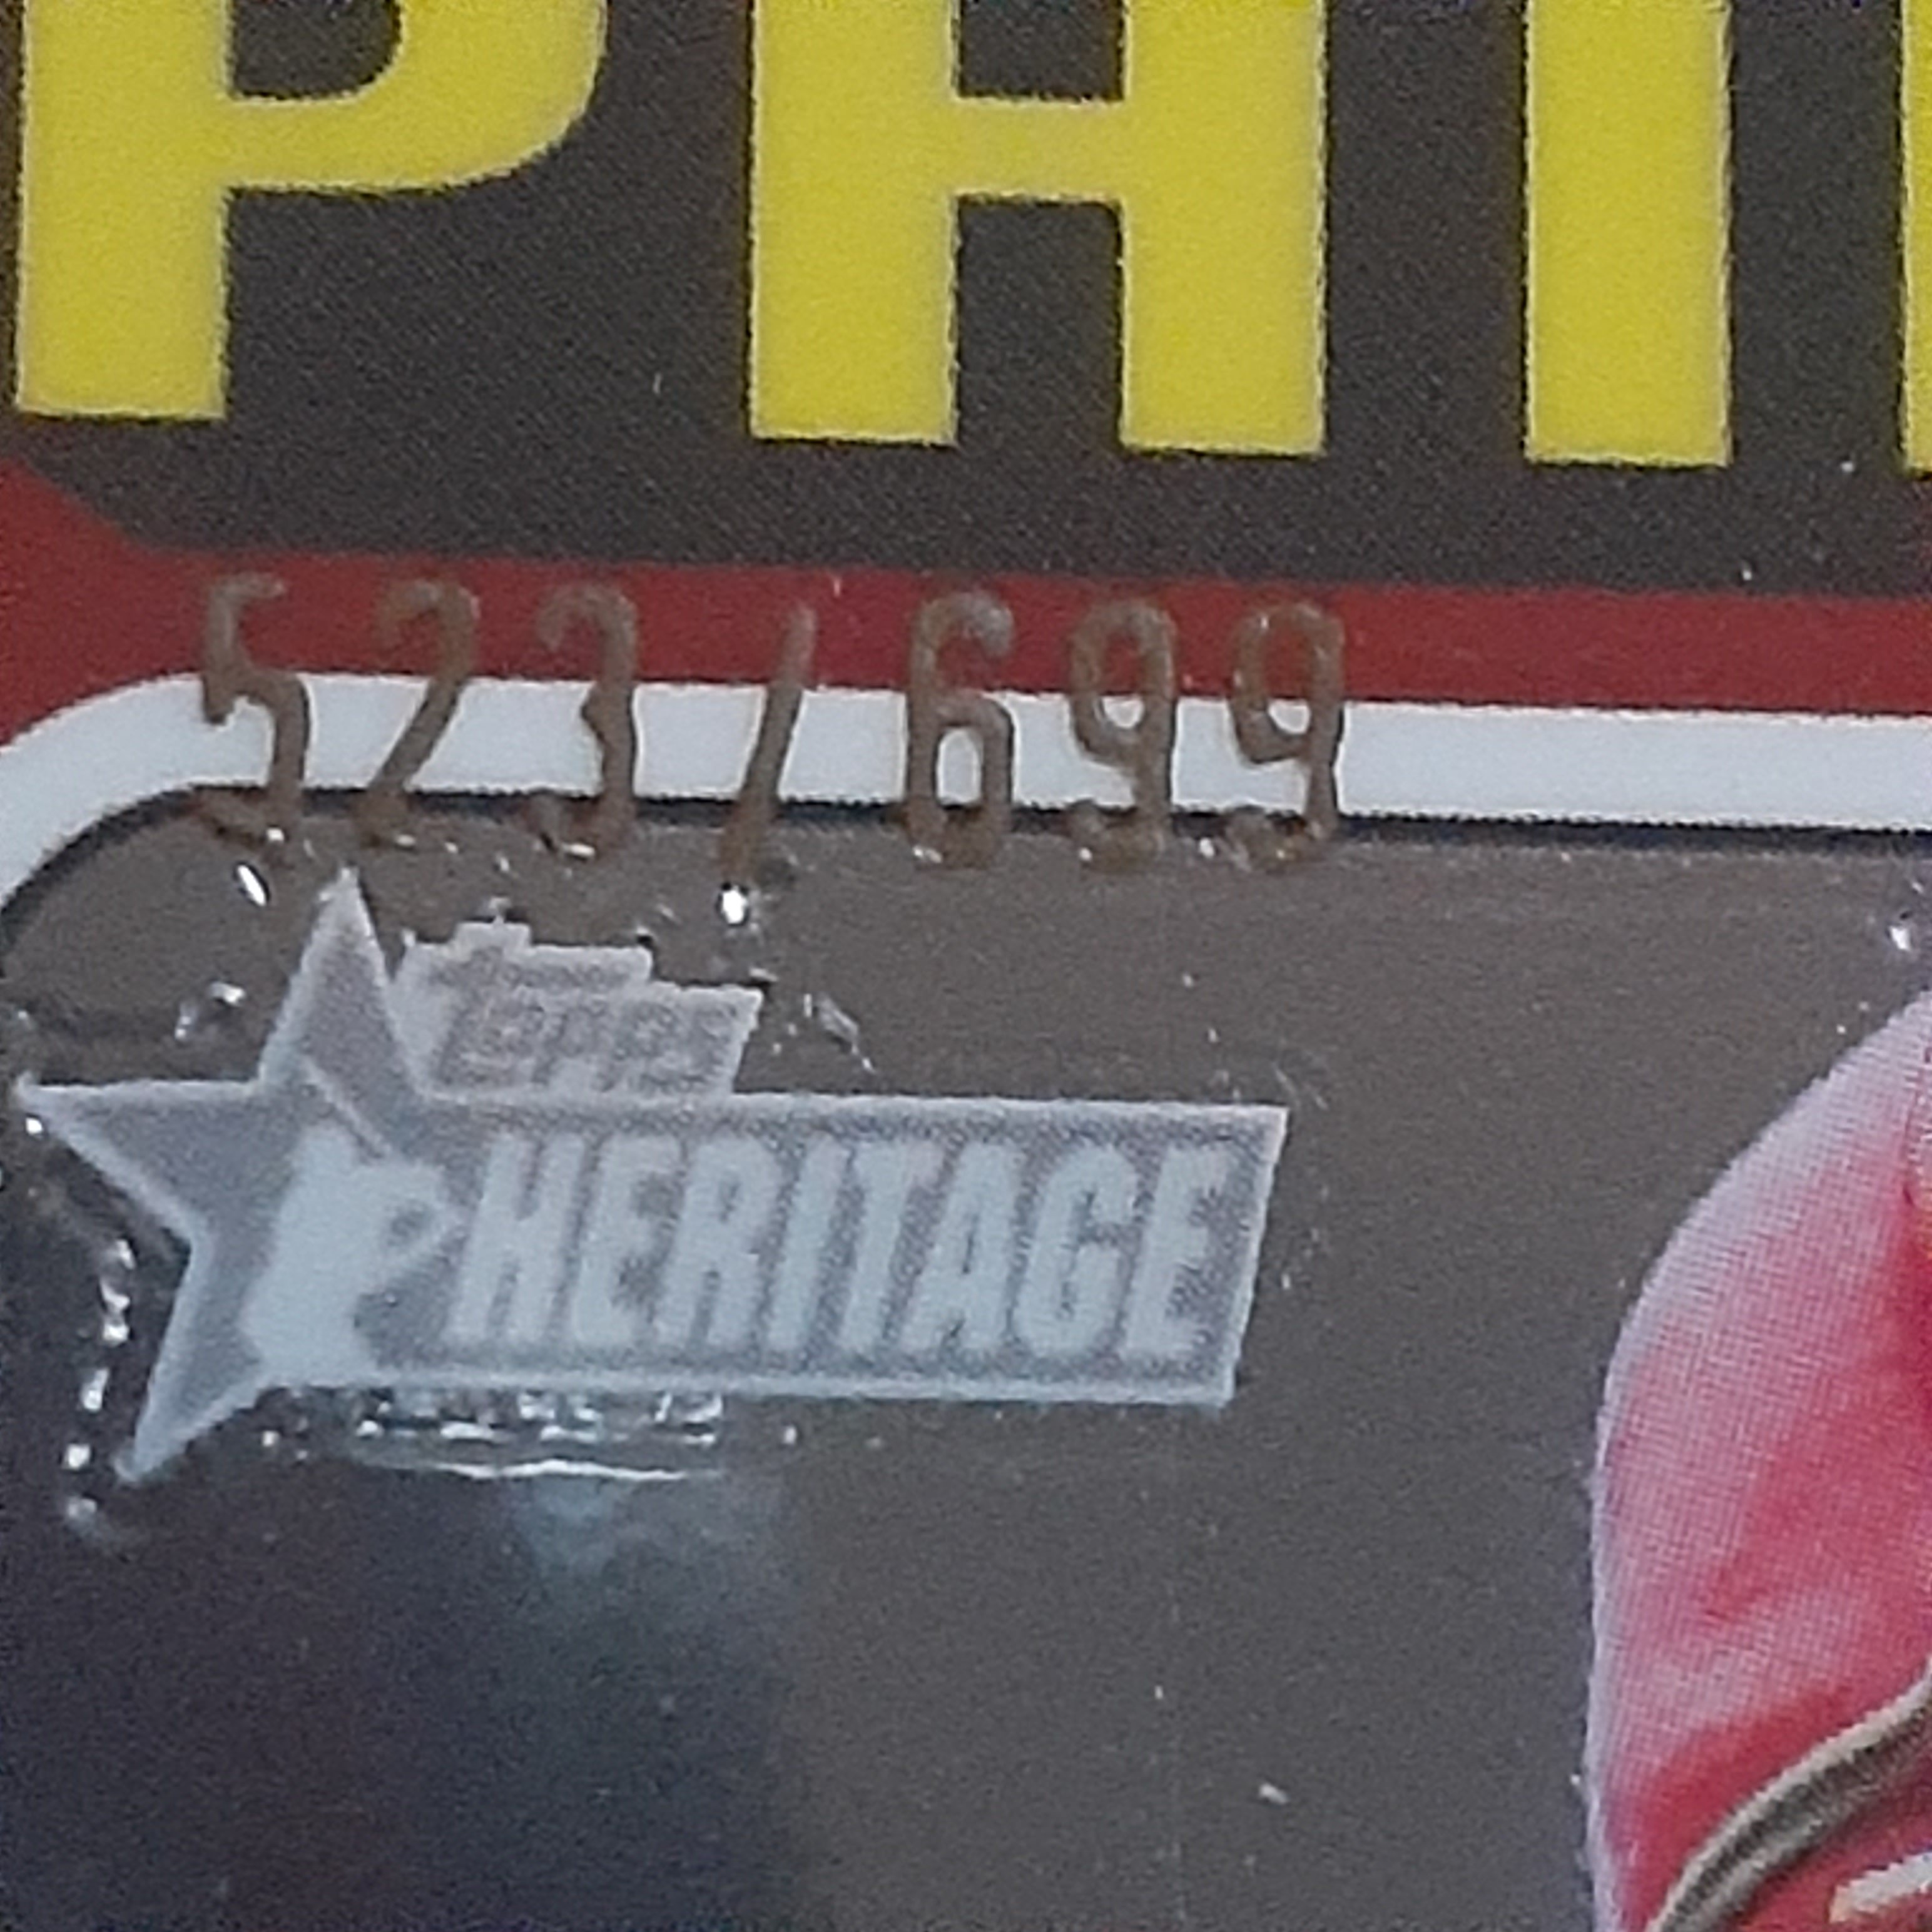 PHI
523/699
TOPPS
HERITAGE